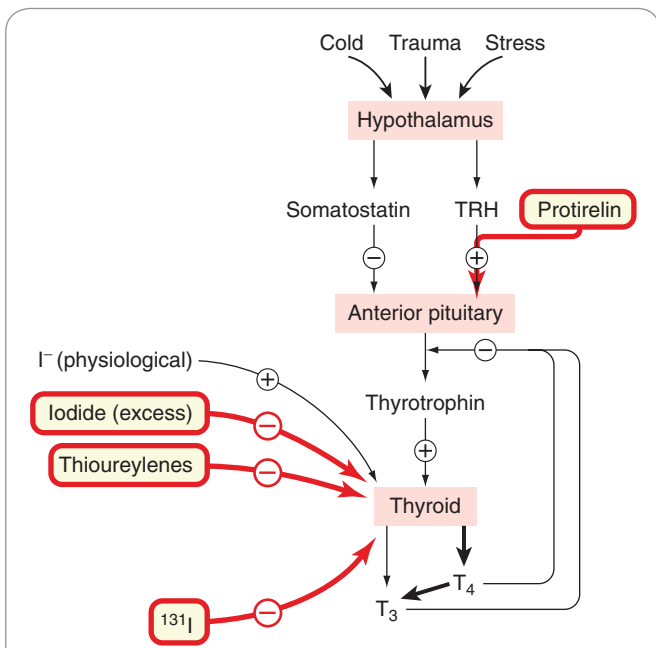 Cold Trauma Stress
Hypothalamus
Somatostatin TRH Protirelin
− +
Anterior pituitary
I⁻ (physiological) −
+
Thyrotrophin
Iodide (excess) −
Thioureylenes − +
Thyroid
T₄
¹³¹I − T₃